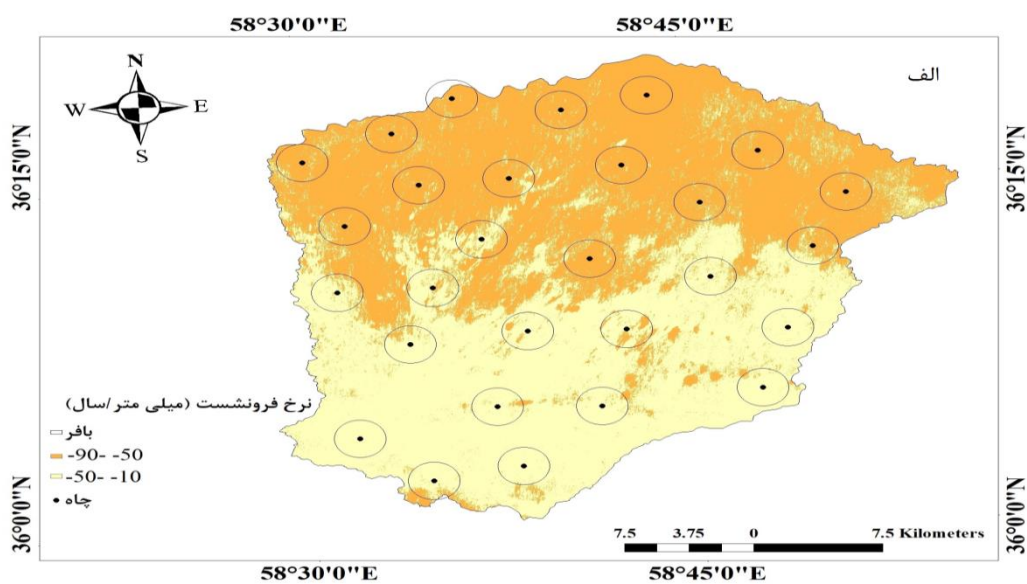 58°30'0"E 58°45'0"E
الف
N
W E
S
36°15'0"N 36°15'0"N
نرخ فرونشست (میلی متر/سال)
بافر
-90- -50
-50- -10
چاه
36°0'0"N 36°0'0"N
7.5 3.75 0 7.5 Kilometers
58°30'0"E 58°45'0"E